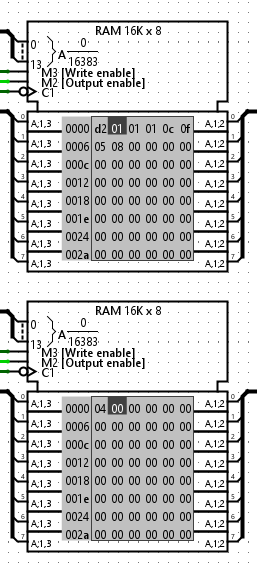 RAM 16K x 8
0
13
A
0
16383
M3 [Write enable]
M2 [Output enable]
C1
0 A,1,3 0000 d2 01 01 01 0c 0f A,1;2 0
1 A,1,3 0006 05 08 00 00 00 00 A,1;2 1
2 A,1,3 000c 00 00 00 00 00 00 A,1;2 2
3 A,1,3 0012 00 00 00 00 00 00 A,1;2 3
4 A,1,3 0018 00 00 00 00 00 00 A,1;2 4
5 A,1,3 001e 00 00 00 00 00 00 A,1;2 5
6 A,1,3 0024 00 00 00 00 00 00 A,1;2 6
7 A;1,3 002a 00 00 00 00 00 00 A,1;2 7
RAM 16K x 8
0
13
A
0
16383
M3 [Write enable]
M2 [Output enable]
C1
0 A,1,3 0000 04 00 00 00 00 00 A,1;2 0
1 A,1,3 0006 00 00 00 00 00 00 A,1;2 1
2 A,1,3 000c 00 00 00 00 00 00 A,1;2 2
3 A,1,3 0012 00 00 00 00 00 00 A,1;2 3
4 A,1,3 0018 00 00 00 00 00 00 A,1;2 4
5 A,1,3 001e 00 00 00 00 00 00 A,1;2 5
6 A,1,3 0024 00 00 00 00 00 00 A,1;2 6
7 A;1,3 002a 00 00 00 00 00 00 A,1;2 7